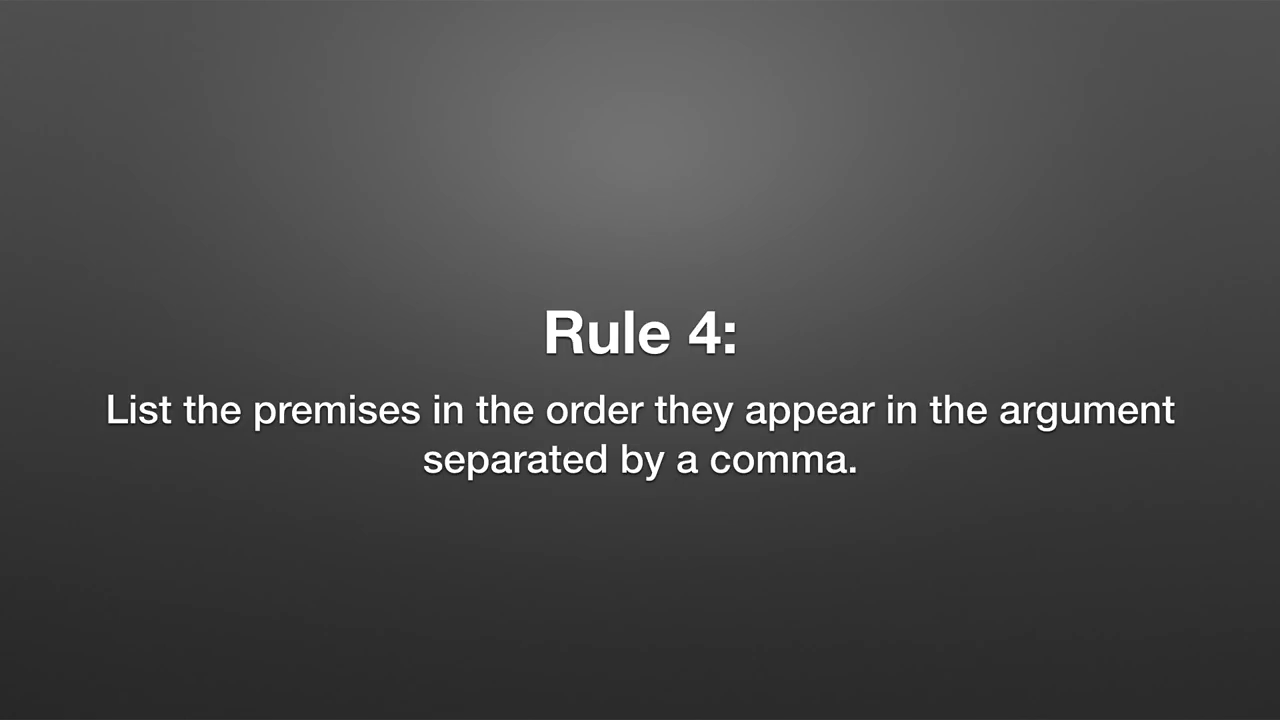 Rule 4:
List the premises in the order they appear in the argument
separated by a comma.